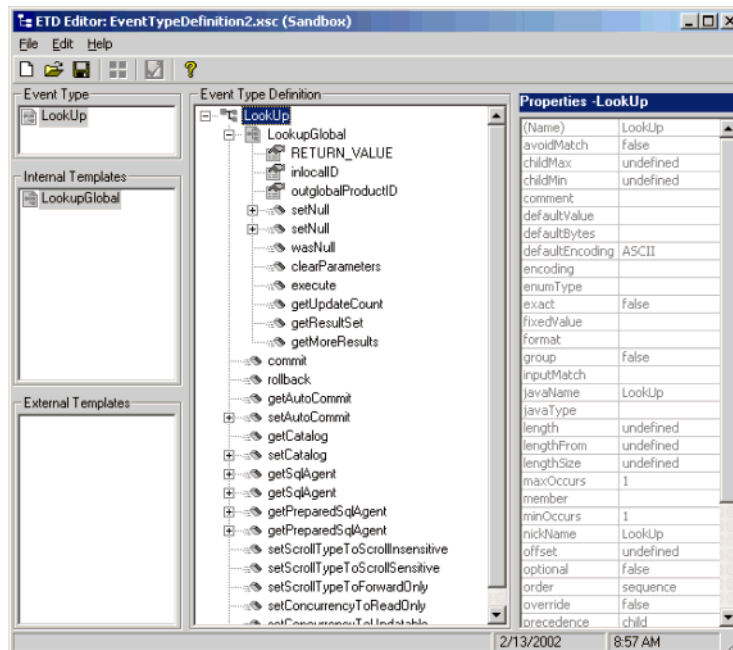 ETD Editor: EventTypeDefinition2.xsc (Sandbox)
File Edit Help
Event Type
LookUp
Internal Templates
LookupGlobal
External Templates
Event Type Definition
LookUp
LookupGlobal
RETURN_VALUE
inlocalID
outglobalProductID
setNull
setNull
wasNull
clearParameters
execute
getUpdateCount
getResultSet
getMoreResults
commit
rollback
getAutoCommit
setAutoCommit
getCatalog
setCatalog
getSqlAgent
getSqlAgent
getPreparedSqlAgent
getPreparedSqlAgent
setScrollTypeToScrollInsensitive
setScrollTypeToScrollSensitive
setScrollTypeToForwardOnly
setConcurrencyToReadOnly
setConcurrencyToUpdatable
Properties -LookUp
(Name) LookUp
avoidMatch false
childMax undefined
childMin undefined
comment
defaultValue
defaultBytes
defaultEncoding ASCII
encoding
enumType
exact false
fixedValue
format
group false
inputMatch
javaName LookUp
javaType
length undefined
lengthFrom undefined
lengthSize undefined
maxOccurs 1
member
minOccurs 1
nickName LookUp
offset undefined
optional false
order sequence
override false
precedence child
2/13/2002 8:57 AM